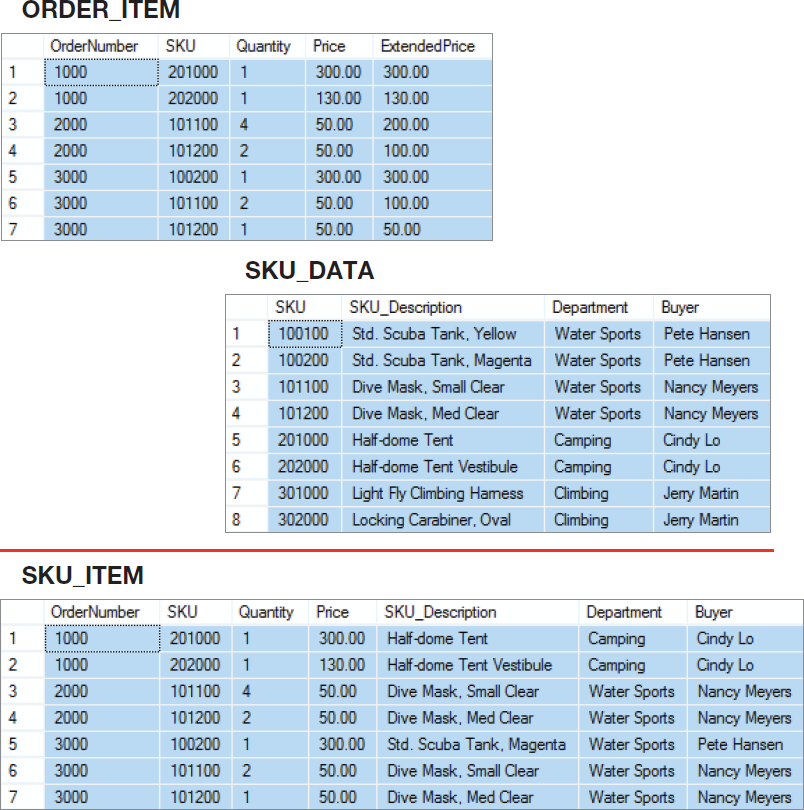 ORDER_ITEM
OrderNumber SKU Quantity Price ExtendedPrice
1 1000 201000 1 300.00 300.00
2 1000 202000 1 130.00 130.00
3 2000 101100 4 50.00 200.00
4 2000 101200 2 50.00 100.00
5 3000 100200 1 300.00 300.00
6 3000 101100 2 50.00 100.00
7 3000 101200 1 50.00 50.00
SKU_DATA
SKU SKU_Description Department Buyer
1 100100 Std. Scuba Tank, Yellow Water Sports Pete Hansen
2 100200 Std. Scuba Tank, Magenta Water Sports Pete Hansen
3 101100 Dive Mask, Small Clear Water Sports Nancy Meyers
4 101200 Dive Mask, Med Clear Water Sports Nancy Meyers
5 201000 Half-dome Tent Camping Cindy Lo
6 202000 Half-dome Tent Vestibule Camping Cindy Lo
7 301000 Light Fly Climbing Harness Climbing Jerry Martin
8 302000 Locking Carabiner, Oval Climbing Jerry Martin
SKU_ITEM
OrderNumber SKU Quantity Price SKU_Description Department Buyer
1 1000 201000 1 300.00 Half-dome Tent Camping Cindy Lo
2 1000 202000 1 130.00 Half-dome Tent Vestibule Camping Cindy Lo
3 2000 101100 4 50.00 Dive Mask, Small Clear Water Sports Nancy Meyers
4 2000 101200 2 50.00 Dive Mask, Med Clear Water Sports Nancy Meyers
5 3000 100200 1 300.00 Std. Scuba Tank, Magenta Water Sports Pete Hansen
6 3000 101100 2 50.00 Dive Mask, Small Clear Water Sports Nancy Meyers
7 3000 101200 1 50.00 Dive Mask, Med Clear Water Sports Nancy Meyers